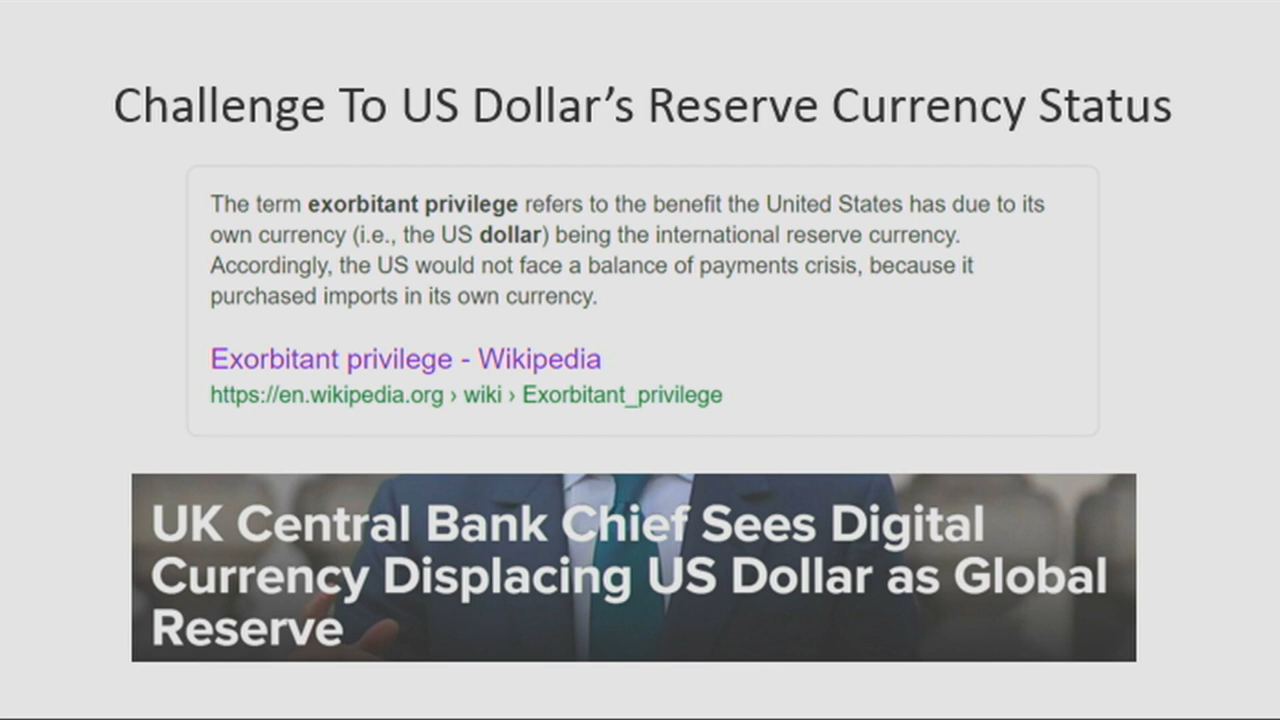 Challenge To US Dollar’s Reserve Currency Status
The term exorbitant privilege refers to the benefit the United States has due to its
own currency (i.e., the US dollar) being the international reserve currency.
Accordingly, the US would not face a balance of payments crisis, because it
purchased imports in its own currency.
Exorbitant privilege - Wikipedia
https://en.wikipedia.org › wiki › Exorbitant_privilege
UK Central Bank Chief Sees Digital
Currency Displacing US Dollar as Global
Reserve